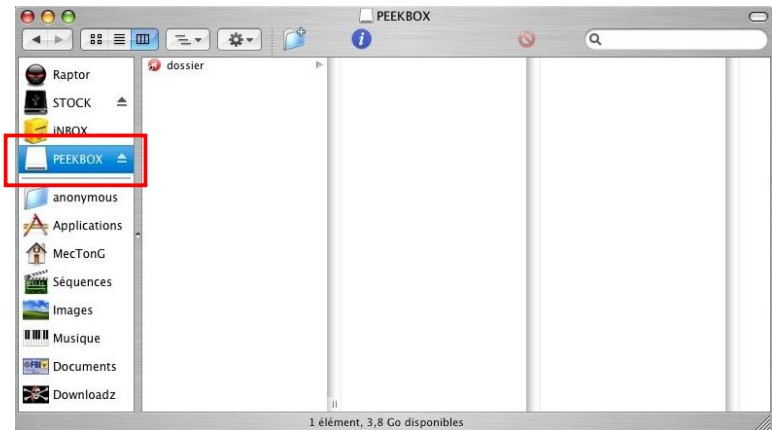 PEEKBOX
Raptor
STOCK
iNBOX
PEEKBOX
anonymous
Applications
MecTonG
Séquences
Images
Musique
Documents
Downloadz
dossier
1 élément, 3,8 Go disponibles